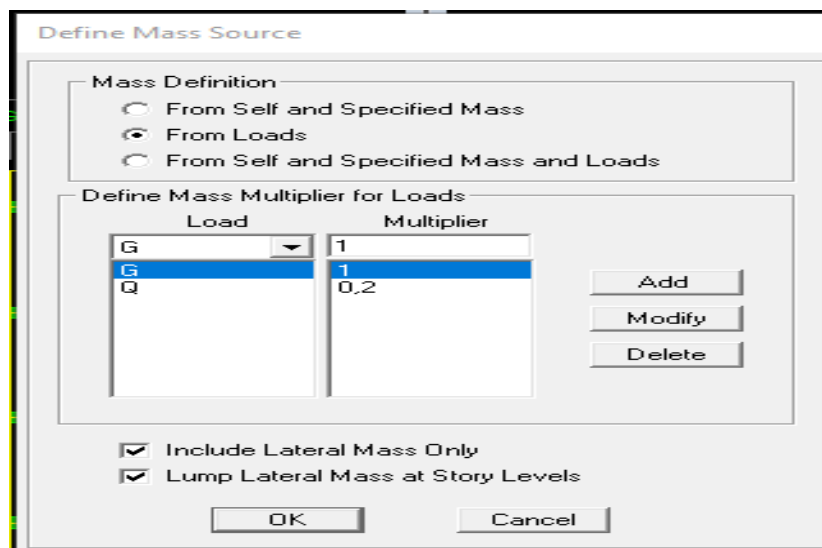 Define Mass Source
Mass Definition
From Self and Specified Mass
From Loads
From Self and Specified Mass and Loads
Define Mass Multiplier for Loads
Load Multiplier
G 1
G 1
Q 0,2
Add
Modify
Delete
Include Lateral Mass Only
Lump Lateral Mass at Story Levels
OK Cancel